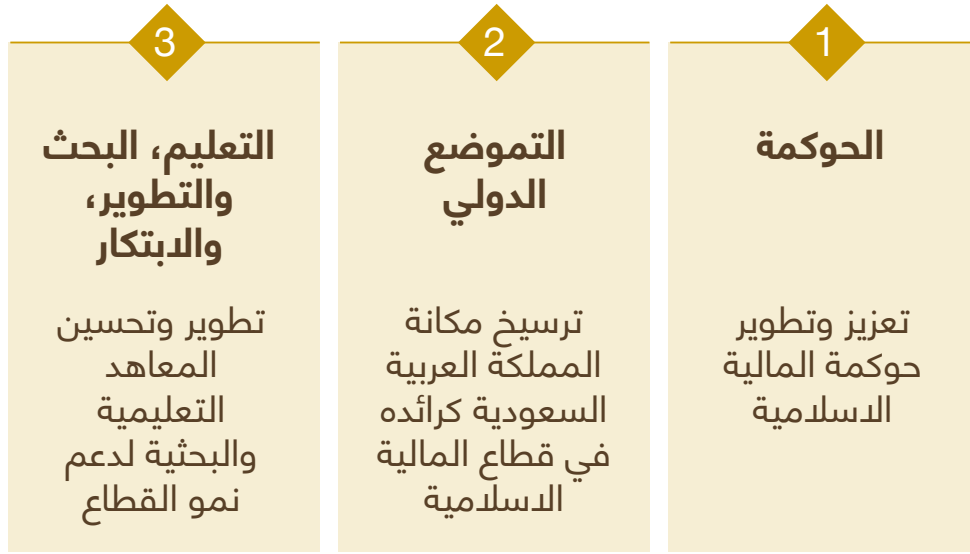 1
الحوكمة
تعزيز وتطوير
حوكمة المالية
الاسلامية
2
التموضع
الدولي
ترسيخ مكانة
المملكة العربية
السعودية كرائده
في قطاع المالية
الاسلامية
3
التعليم، البحث
والتطوير،
والابتكار
تطوير وتحسين
المعاهد
التعليمية
والبحثية لدعم
نمو القطاع